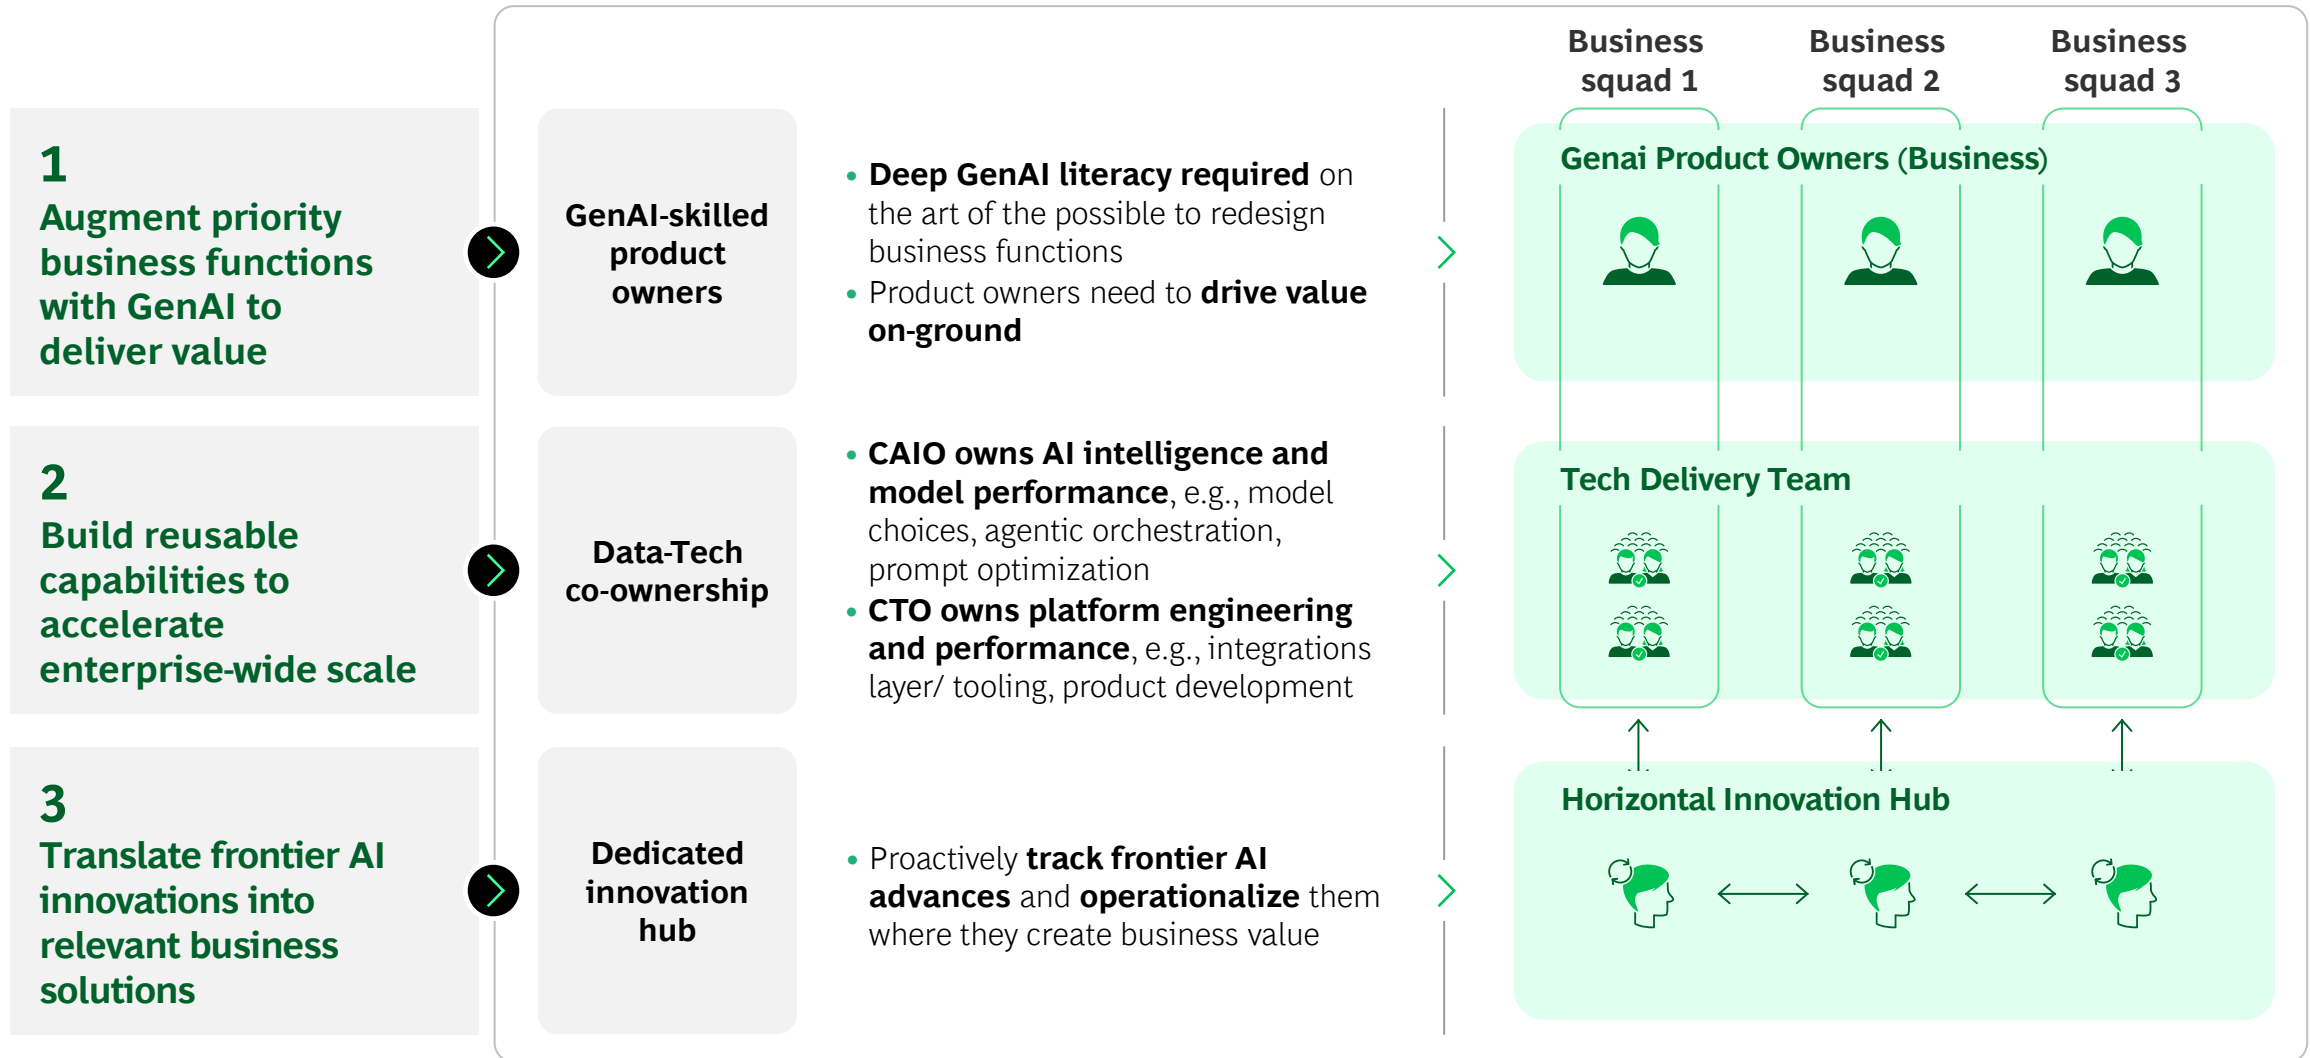 Business
squad 1
Business
squad 2
Business
squad 3
1
Augment priority
business functions
with GenAI to
deliver value
GenAI-skilled
product
owners
• Deep GenAI literacy required on
the art of the possible to redesign
business functions
• Product owners need to drive value
on-ground
Genai Product Owners (Business)
2
Build reusable
capabilities to
accelerate
enterprise-wide scale
Data-Tech
co-ownership
• CAIO owns AI intelligence and
model performance, e.g., model
choices, agentic orchestration,
prompt optimization
• CTO owns platform engineering
and performance, e.g., integrations
layer/ tooling, product development
Tech Delivery Team
3
Translate frontier AI
innovations into
relevant business
solutions
Dedicated
innovation
hub
• Proactively track frontier AI
advances and operationalize them
where they create business value
Horizontal Innovation Hub